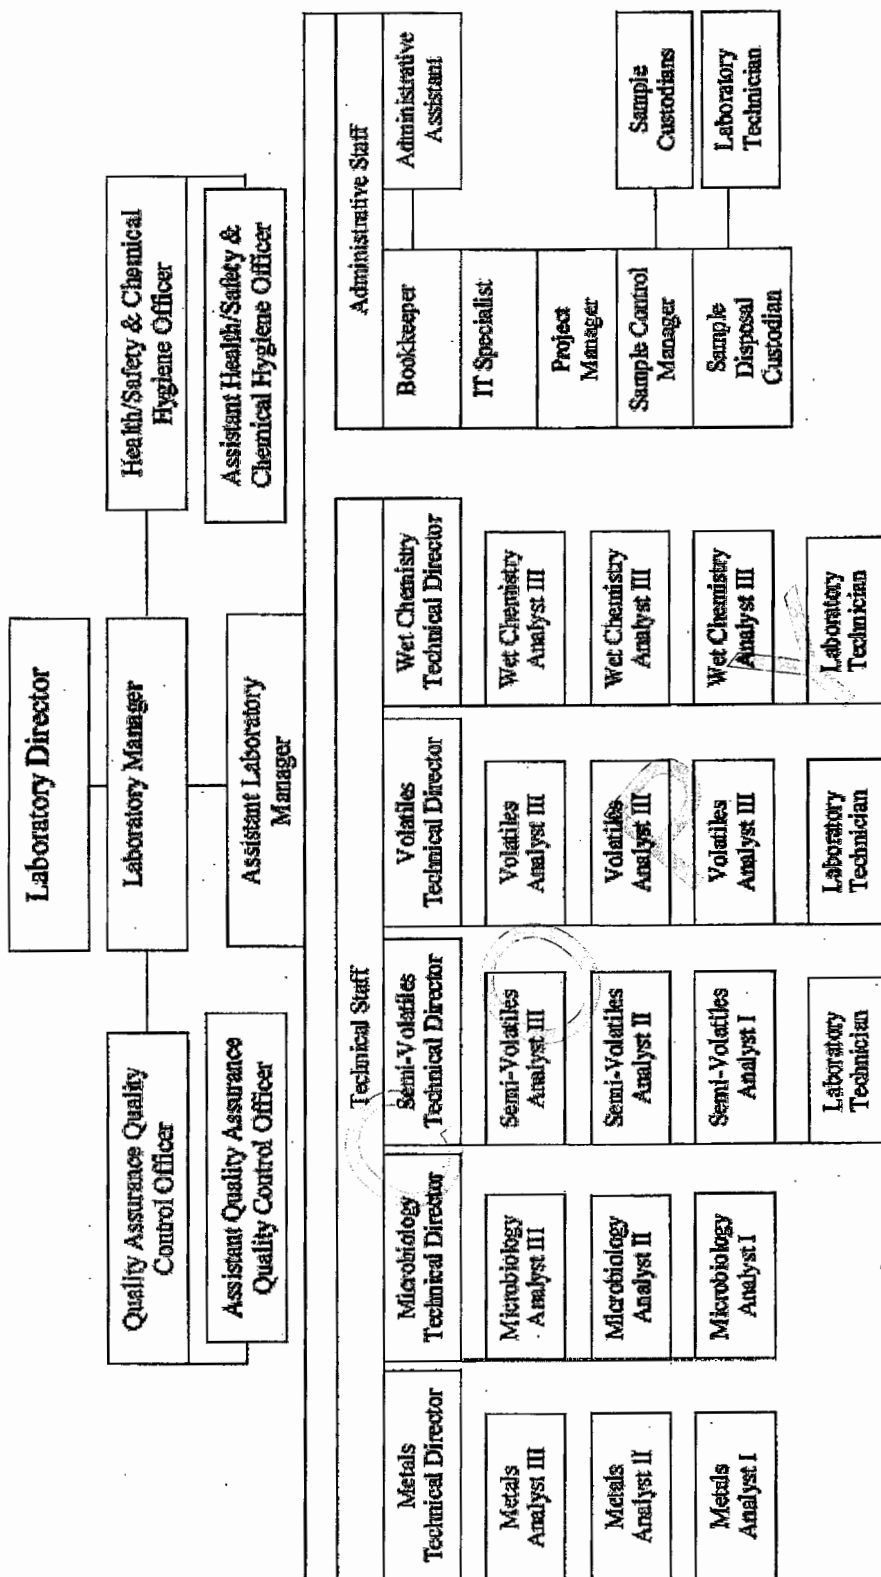 Laboratory Director
Quality Assurance Quality
Control Officer
Laboratory Manager
Health/Safety & Chemical
Hygiene Officer
Assistant Quality Assurance
Quality Control Officer
Assistant Laboratory
Manager
Assistant Health/Safety &
Chemical Hygiene Officer
Technical Staff
Metals
Technical Director
Microbiology
Technical Director
Semi-Volatiles
Technical Director
Volatiles
Technical Director
Wet Chemistry
Technical Director
Metals
Analyst III
Microbiology
Analyst III
Semi-Volatiles
Analyst III
Volatiles
Analyst III
Wet Chemistry
Analyst III
Metals
Analyst II
Microbiology
Analyst II
Semi-Volatiles
Analyst II
Volatiles
Analyst III
Wet Chemistry
Analyst III
Metals
Analyst I
Microbiology
Analyst I
Semi-Volatiles
Analyst I
Volatiles
Analyst III
Wet Chemistry
Analyst III
Laboratory
Technician
Laboratory
Technician
Laboratory
Technician
Administrative Staff
Bookkeeper
Administrative
Assistant
IT Specialist
Project
Manager
Sample Control
Manager
Sample
Custodians
Sample
Disposal
Custodian
Laboratory
Technician
COPY